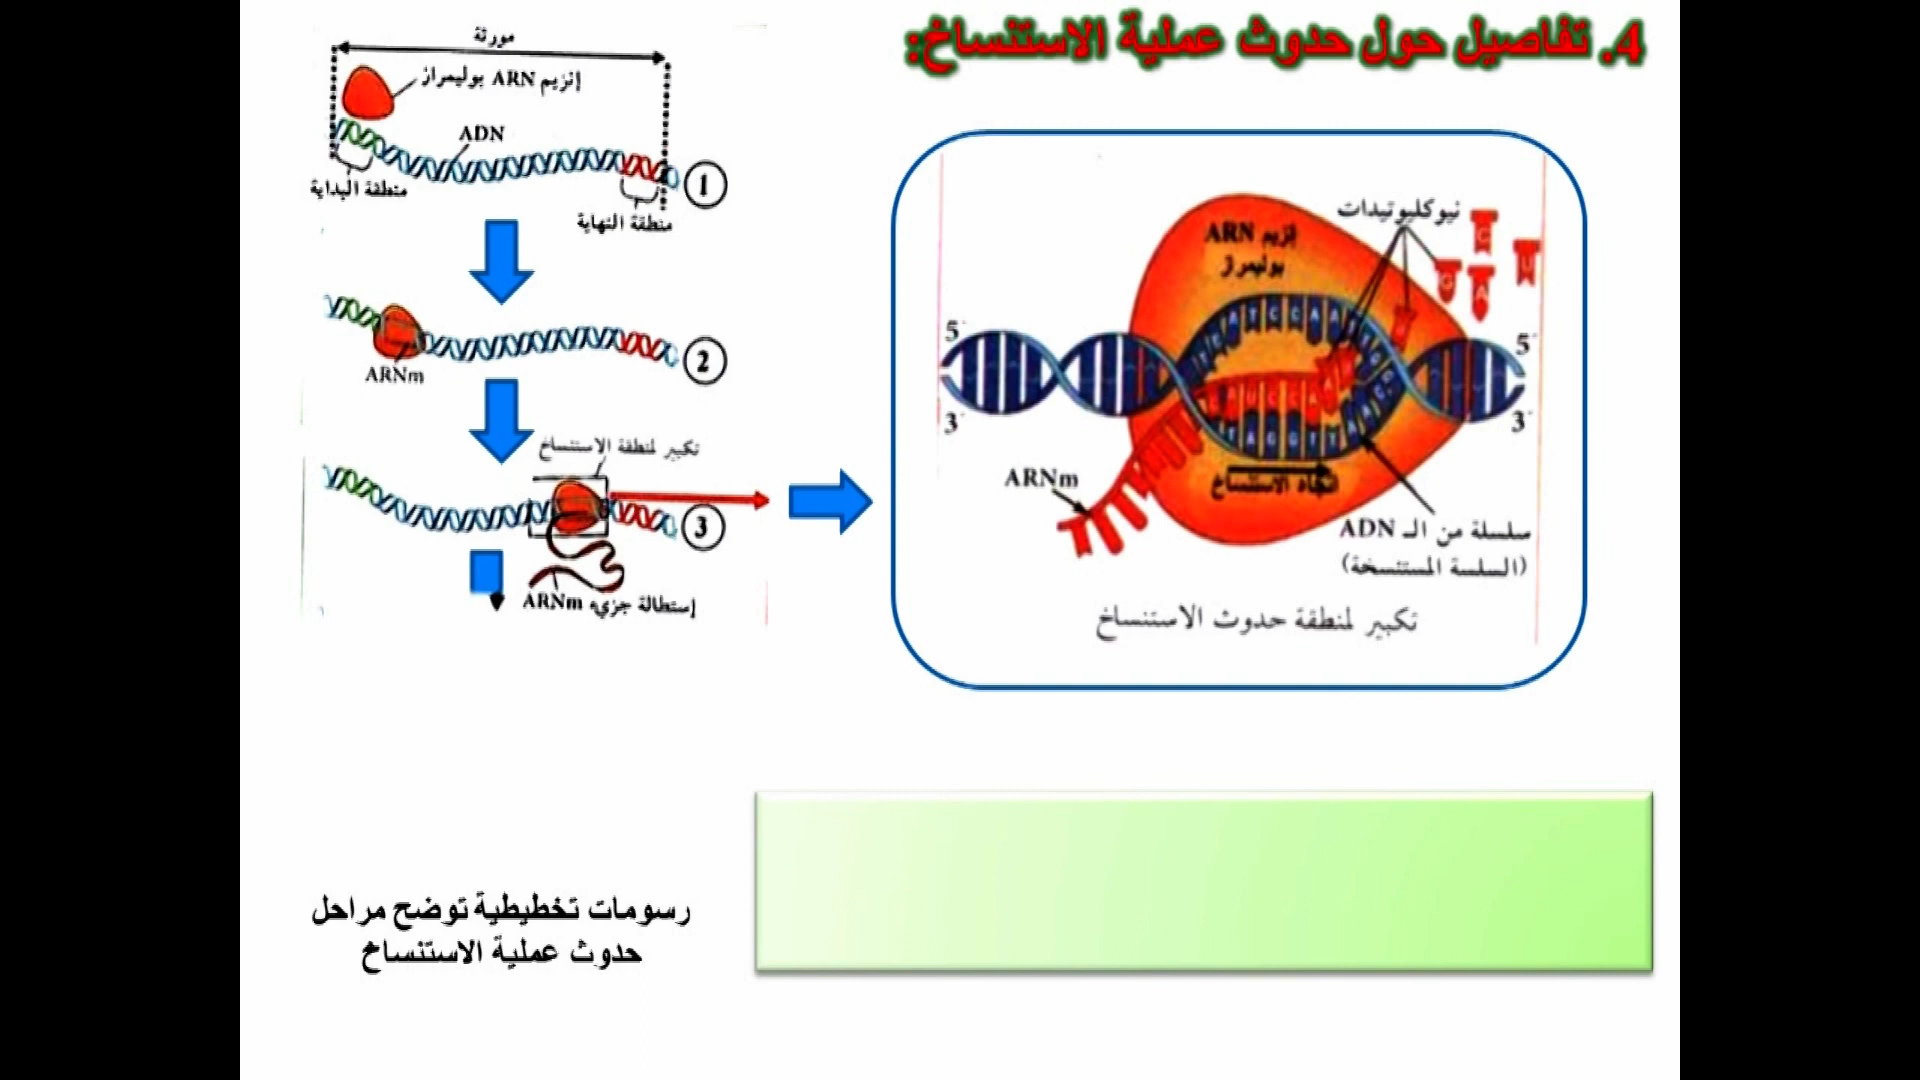 4. تفاصيل حول حدوث عملية الاستنساخ:
مورثة
إنزيم ARN بوليمراز
ADN
منطقة البداية
منطقة النهاية
1
ARNm
2
تكبير لمنطقة الاستنساخ
3
إستطالة جزيء ARNm
نيوكليوتيدات
إنزيم ARN
بوليمراز
C
U
G
A
A T C C A A
5'
5'
3'
3'
A U C C A
T A G G T T
اتجاه الاستنساخ
ARNm
سلسلة من الـ ADN
(السلسة المستنسخة)
تكبير لمنطقة حدوث الاستنساخ
رسومات تخطيطية توضح مراحل
حدوث عملية الاستنساخ